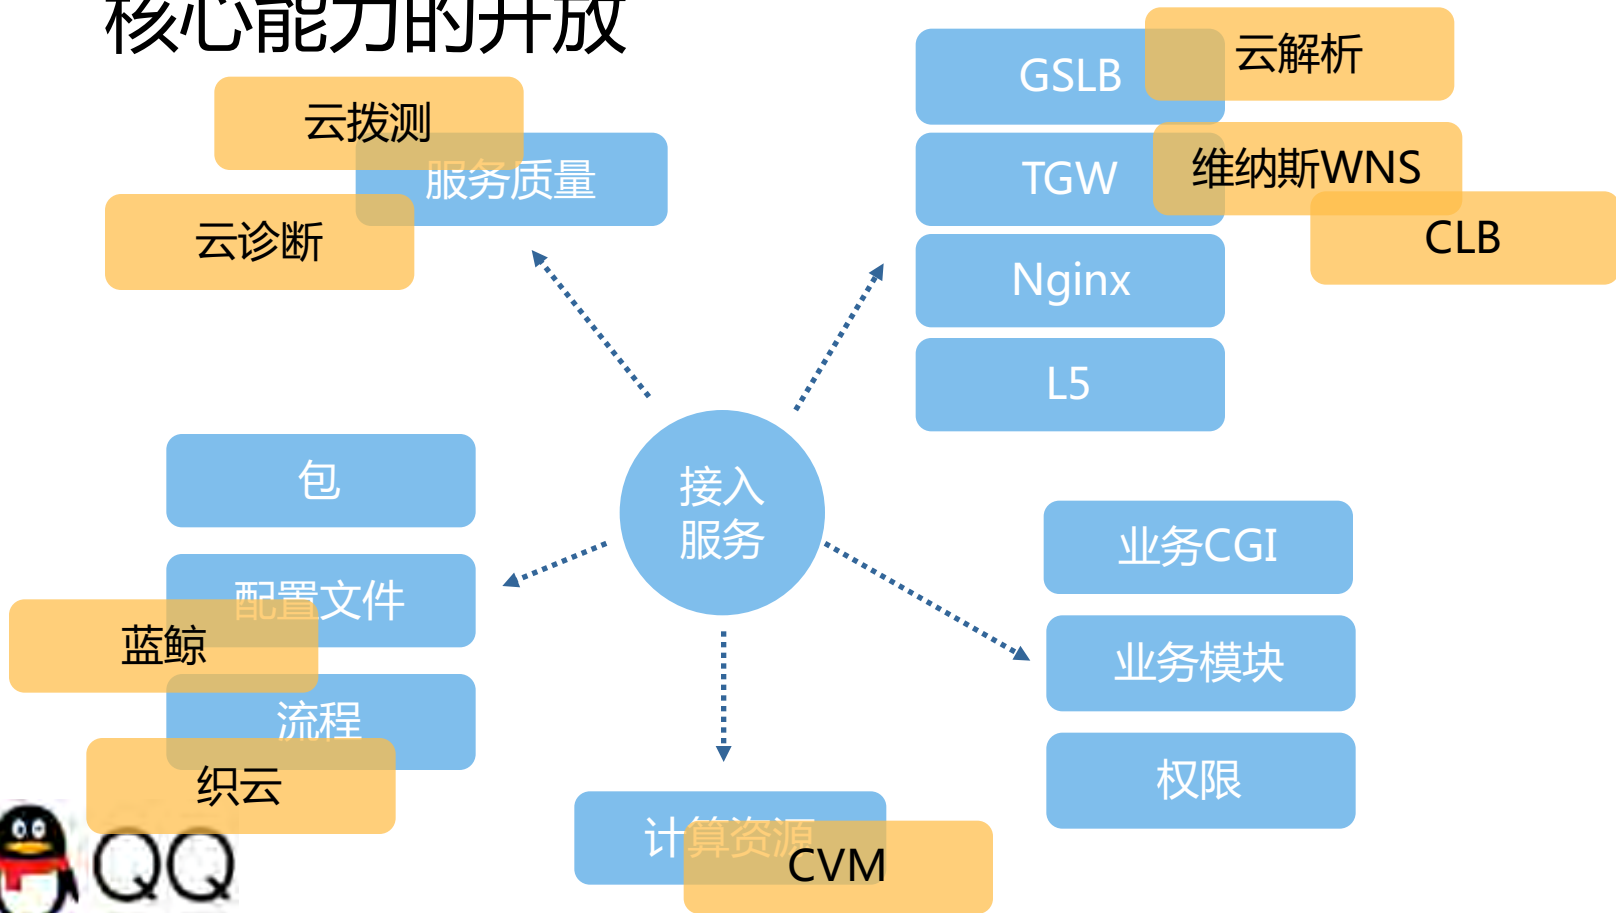 核心能力的开放
云拨测
服务质量
云诊断
GSLB
云解析
TGW
维纳斯WNS
CLB
Nginx
L5
接入
服务
包
配置文件
蓝鲸
流程
织云
业务CGI
业务模块
权限
计算资源
CVM
QQ